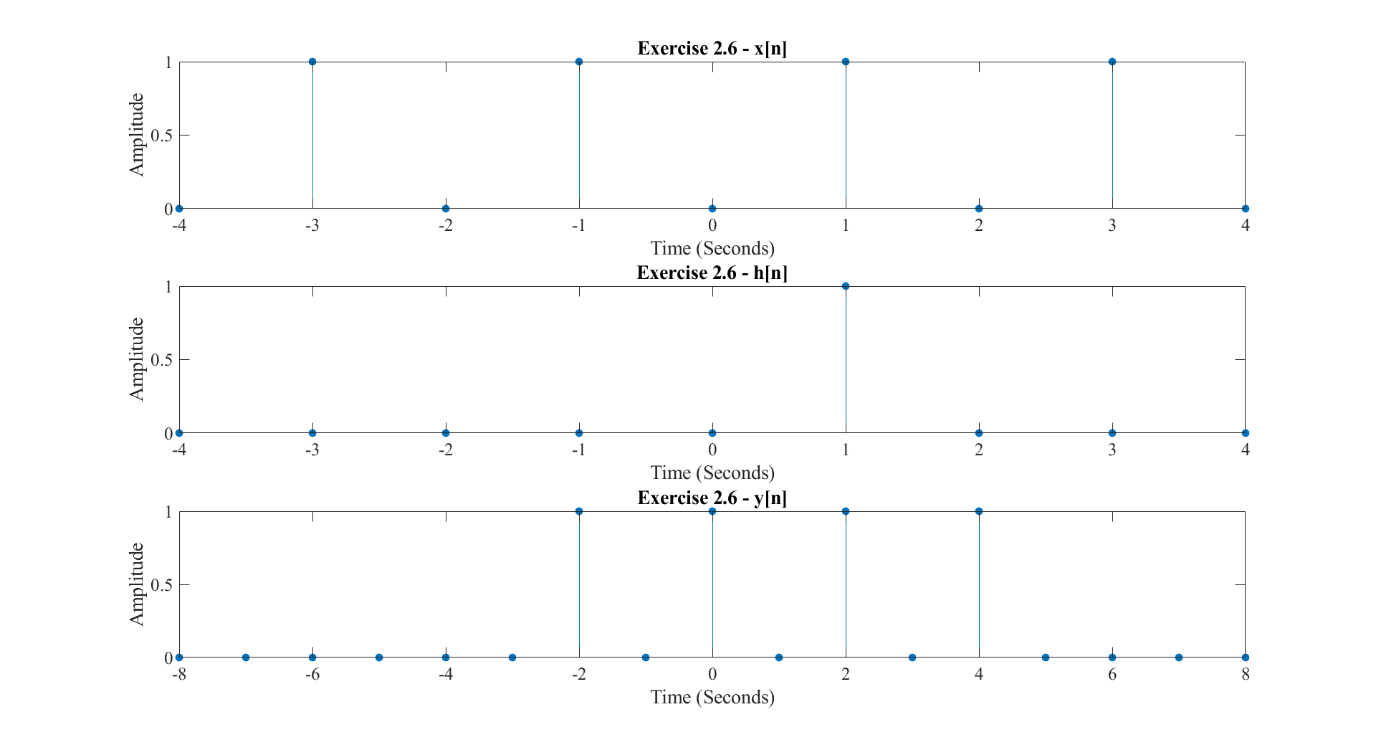 Exercise 2.6 - x[n]
1
0.5
0
Amplitude
-4 -3 -2 -1 0 1 2 3 4
Time (Seconds)
Exercise 2.6 - h[n]
1
0.5
0
Amplitude
-4 -3 -2 -1 0 1 2 3 4
Time (Seconds)
Exercise 2.6 - y[n]
1
0.5
0
Amplitude
-8 -6 -4 -2 0 2 4 6 8
Time (Seconds)